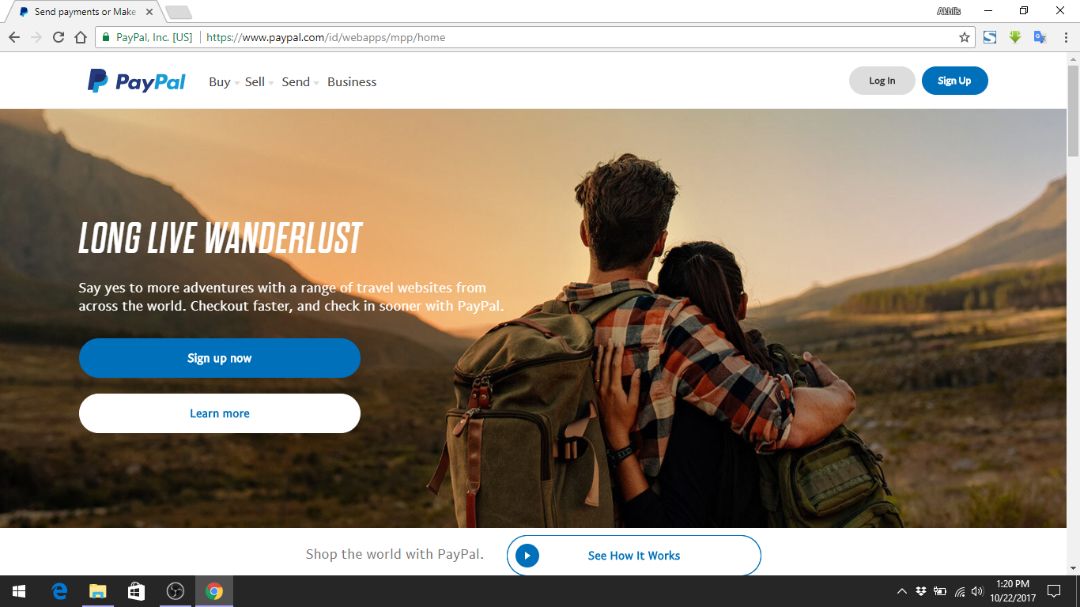 Send payments or Make
PayPal, Inc. [US] https://www.paypal.com/id/webapps/mpp/home
PayPal Buy Sell Send Business Log In Sign Up
LONG LIVE WANDERLUST
Say yes to more adventures with a range of travel websites from
across the world. Checkout faster, and check in sooner with PayPal.
Sign up now
Learn more
Shop the world with PayPal. See How It Works
1:20 PM
10/22/2017